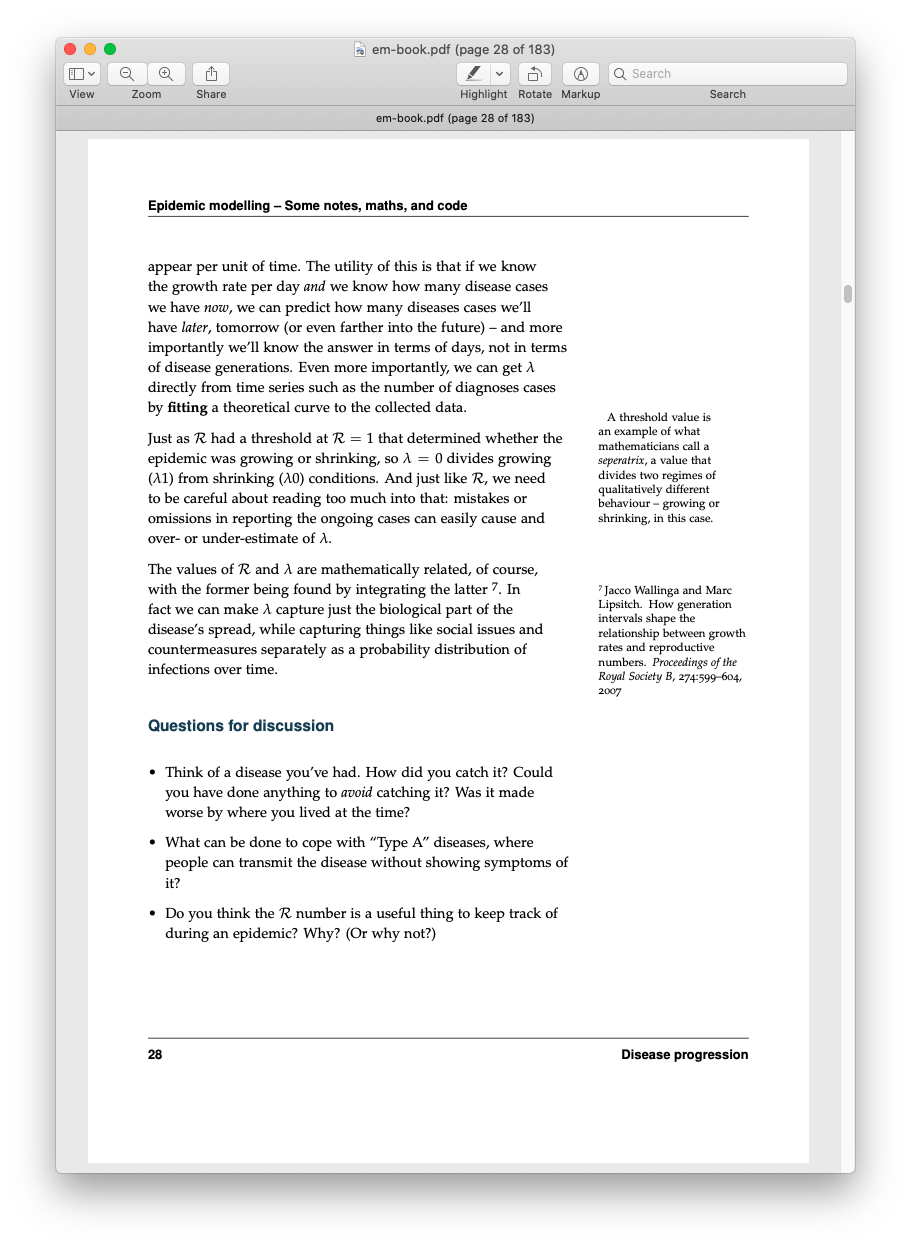 em-book.pdf (page 28 of 183)
View
Zoom
Share
Highlight
Rotate
Markup
Search
Search
em-book.pdf (page 28 of 183)
Epidemic modelling – Some notes, maths, and code
appear per unit of time. The utility of this is that if we know
the growth rate per day and we know how many disease cases
we have now, we can predict how many diseases cases we’ll
have later, tomorrow (or even farther into the future) – and more
importantly we’ll know the answer in terms of days, not in terms
of disease generations. Even more importantly, we can get λ
directly from time series such as the number of diagnoses cases
by fitting a theoretical curve to the collected data.
Just as R had a threshold at R = 1 that determined whether the
epidemic was growing or shrinking, so λ = 0 divides growing
(λ1) from shrinking (λ0) conditions. And just like R, we need
to be careful about reading too much into that: mistakes or
omissions in reporting the ongoing cases can easily cause and
over- or under-estimate of λ.
The values of R and λ are mathematically related, of course,
with the former being found by integrating the latter 7. In
fact we can make λ capture just the biological part of the
disease’s spread, while capturing things like social issues and
countermeasures separately as a probability distribution of
infections over time.
A threshold value is
an example of what
mathematicians call a
seperatrix, a value that
divides two regimes of
qualitatively different
behaviour – growing or
shrinking, in this case.
7 Jacco Wallinga and Marc
Lipsitch. How generation
intervals shape the
relationship between growth
rates and reproductive
numbers. Proceedings of the
Royal Society B, 274:599–604,
2007
Questions for discussion
• Think of a disease you’ve had. How did you catch it? Could
you have done anything to avoid catching it? Was it made
worse by where you lived at the time?
• What can be done to cope with “Type A” diseases, where
people can transmit the disease without showing symptoms of
it?
• Do you think the R number is a useful thing to keep track of
during an epidemic? Why? (Or why not?)
28
Disease progression